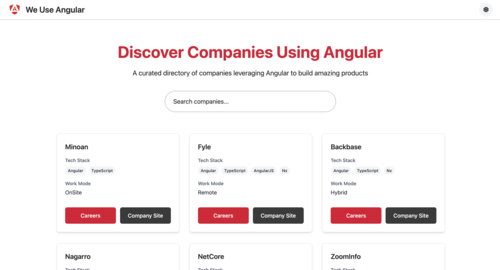 We Use Angular
Discover Companies Using Angular
A curated directory of companies leveraging Angular to build amazing products
Search companies...
Minoan
Tech Stack
Angular TypeScript
Work Mode
OnSite
Careers Company Site
Fyle
Tech Stack
Angular TypeScript AngularJS Nx
Work Mode
Remote
Careers Company Site
Backbase
Tech Stack
Angular TypeScript Nx
Work Mode
Hybrid
Careers Company Site
Nagarro
Tech Stack
NetCore
Tech Stack
ZoomInfo
Tech Stack